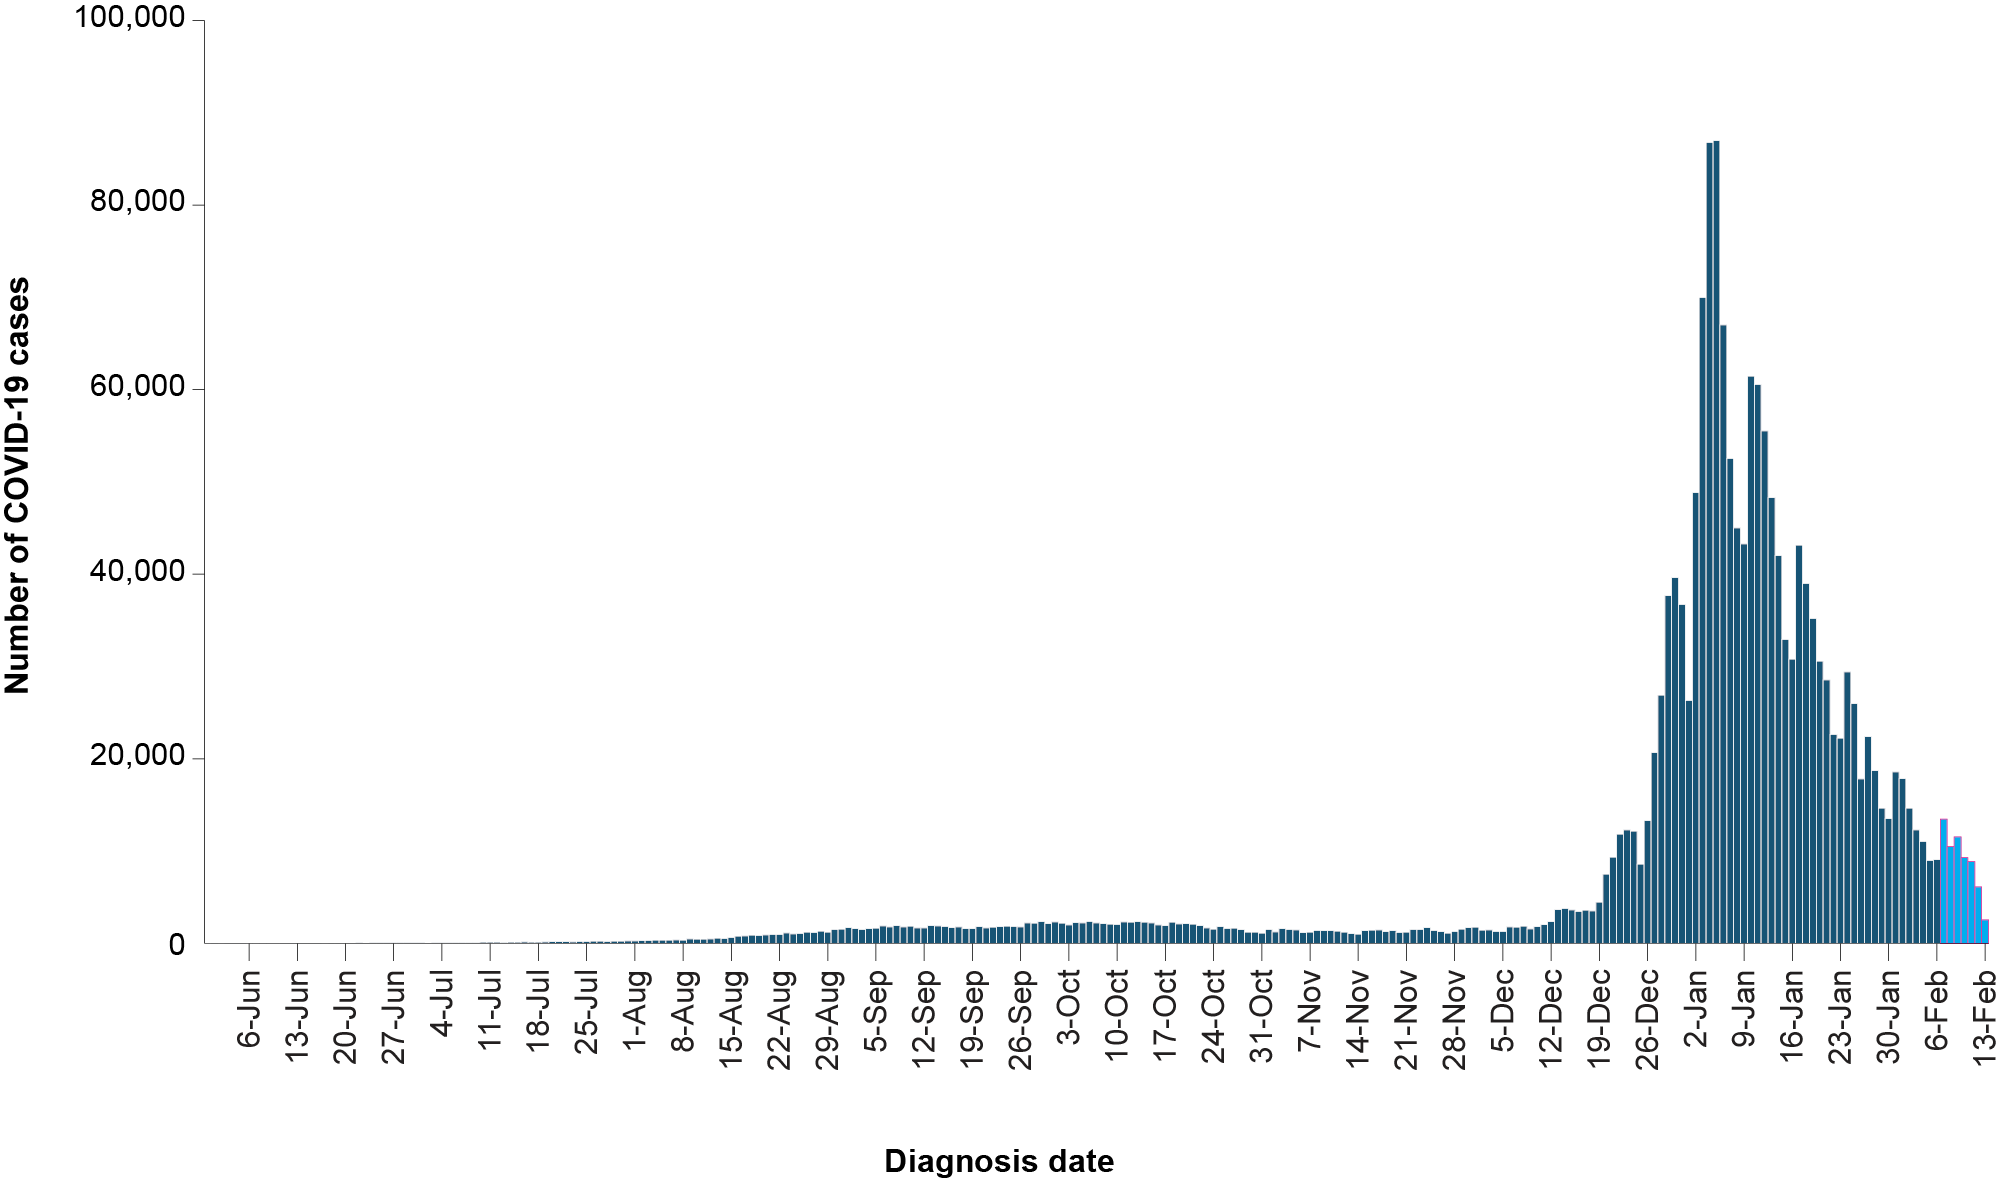 100,000
80,000
60,000
40,000
20,000
0
Number of COVID-19 cases
6-Jun
13-Jun
20-Jun
27-Jun
4-Jul
11-Jul
18-Jul
25-Jul
1-Aug
8-Aug
15-Aug
22-Aug
29-Aug
5-Sep
12-Sep
19-Sep
26-Sep
3-Oct
10-Oct
17-Oct
24-Oct
31-Oct
7-Nov
14-Nov
21-Nov
28-Nov
5-Dec
12-Dec
19-Dec
26-Dec
2-Jan
9-Jan
16-Jan
23-Jan
30-Jan
6-Feb
13-Feb
Diagnosis date